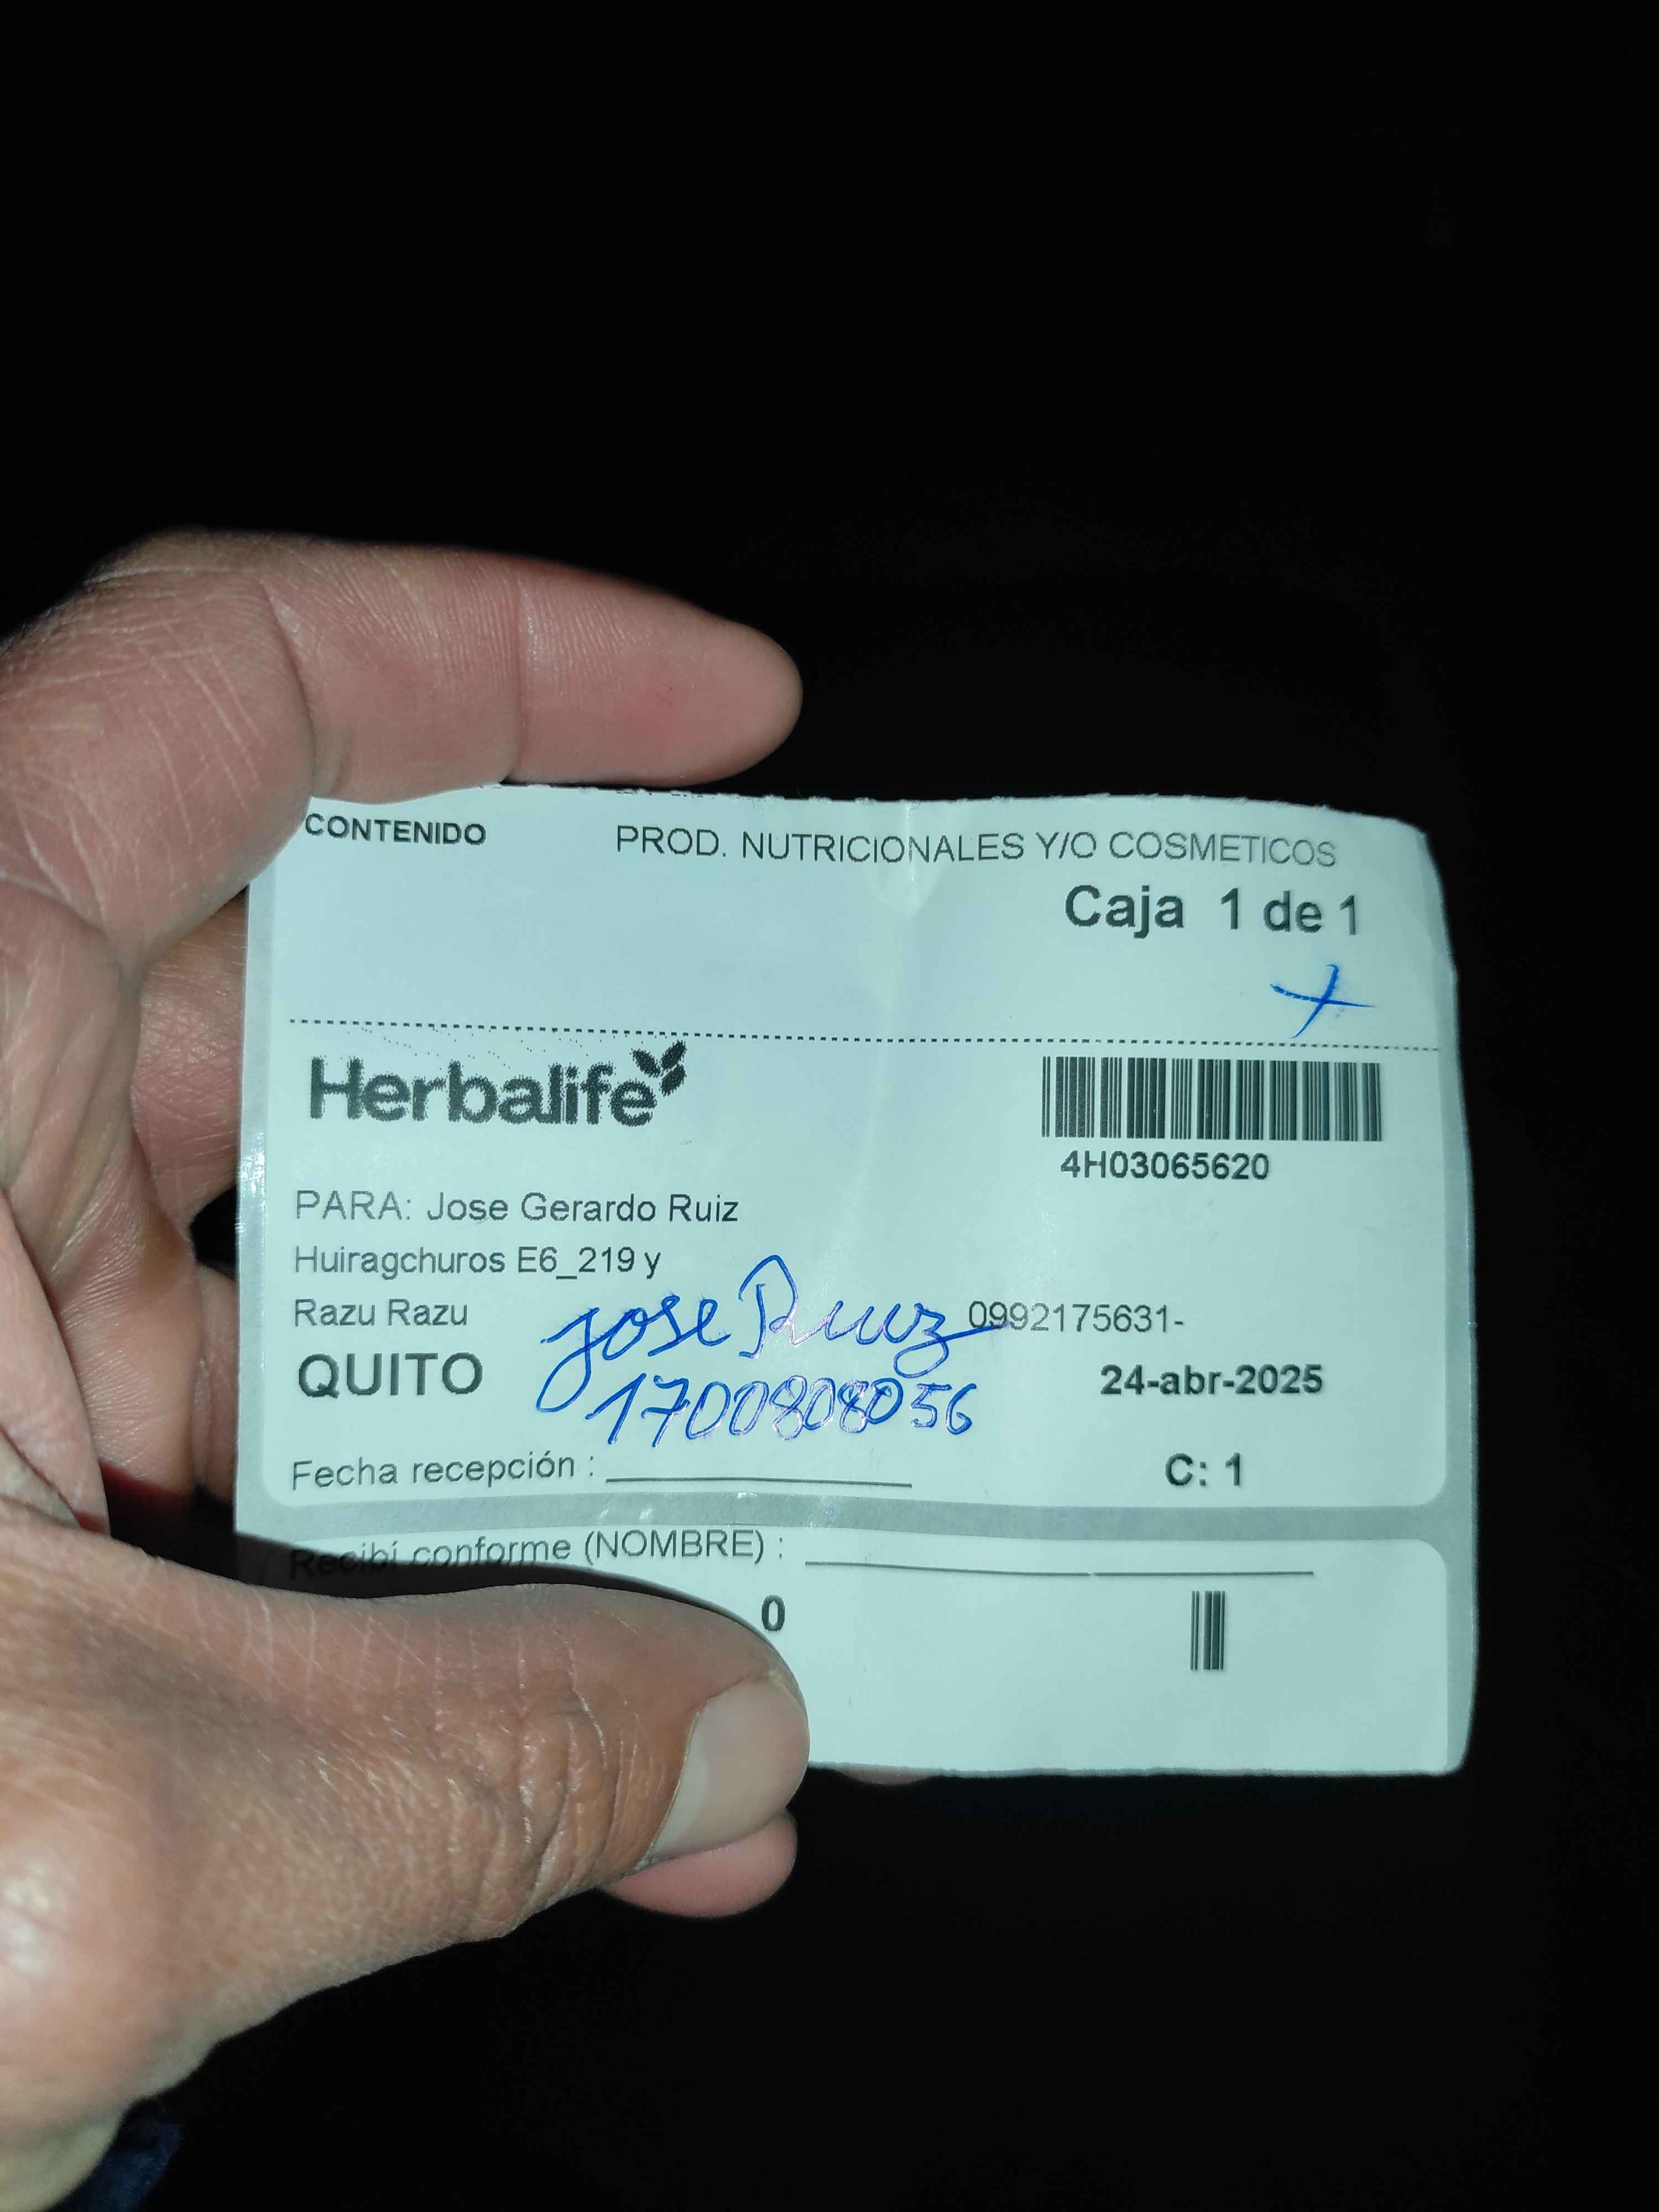 CONTENIDO PROD. NUTRICIONALES Y/O COSMETICOS
Caja 1 de 1
Herbalife
4H03065620
PARA: Jose Gerardo Ruiz
Huiragchuros E6_219 y
Razu Razu 0992175631-
Jose Ruiz
QUITO 24-abr-2025
1700808056
Fecha recepción : C: 1
Recibí conforme (NOMBRE) :
0